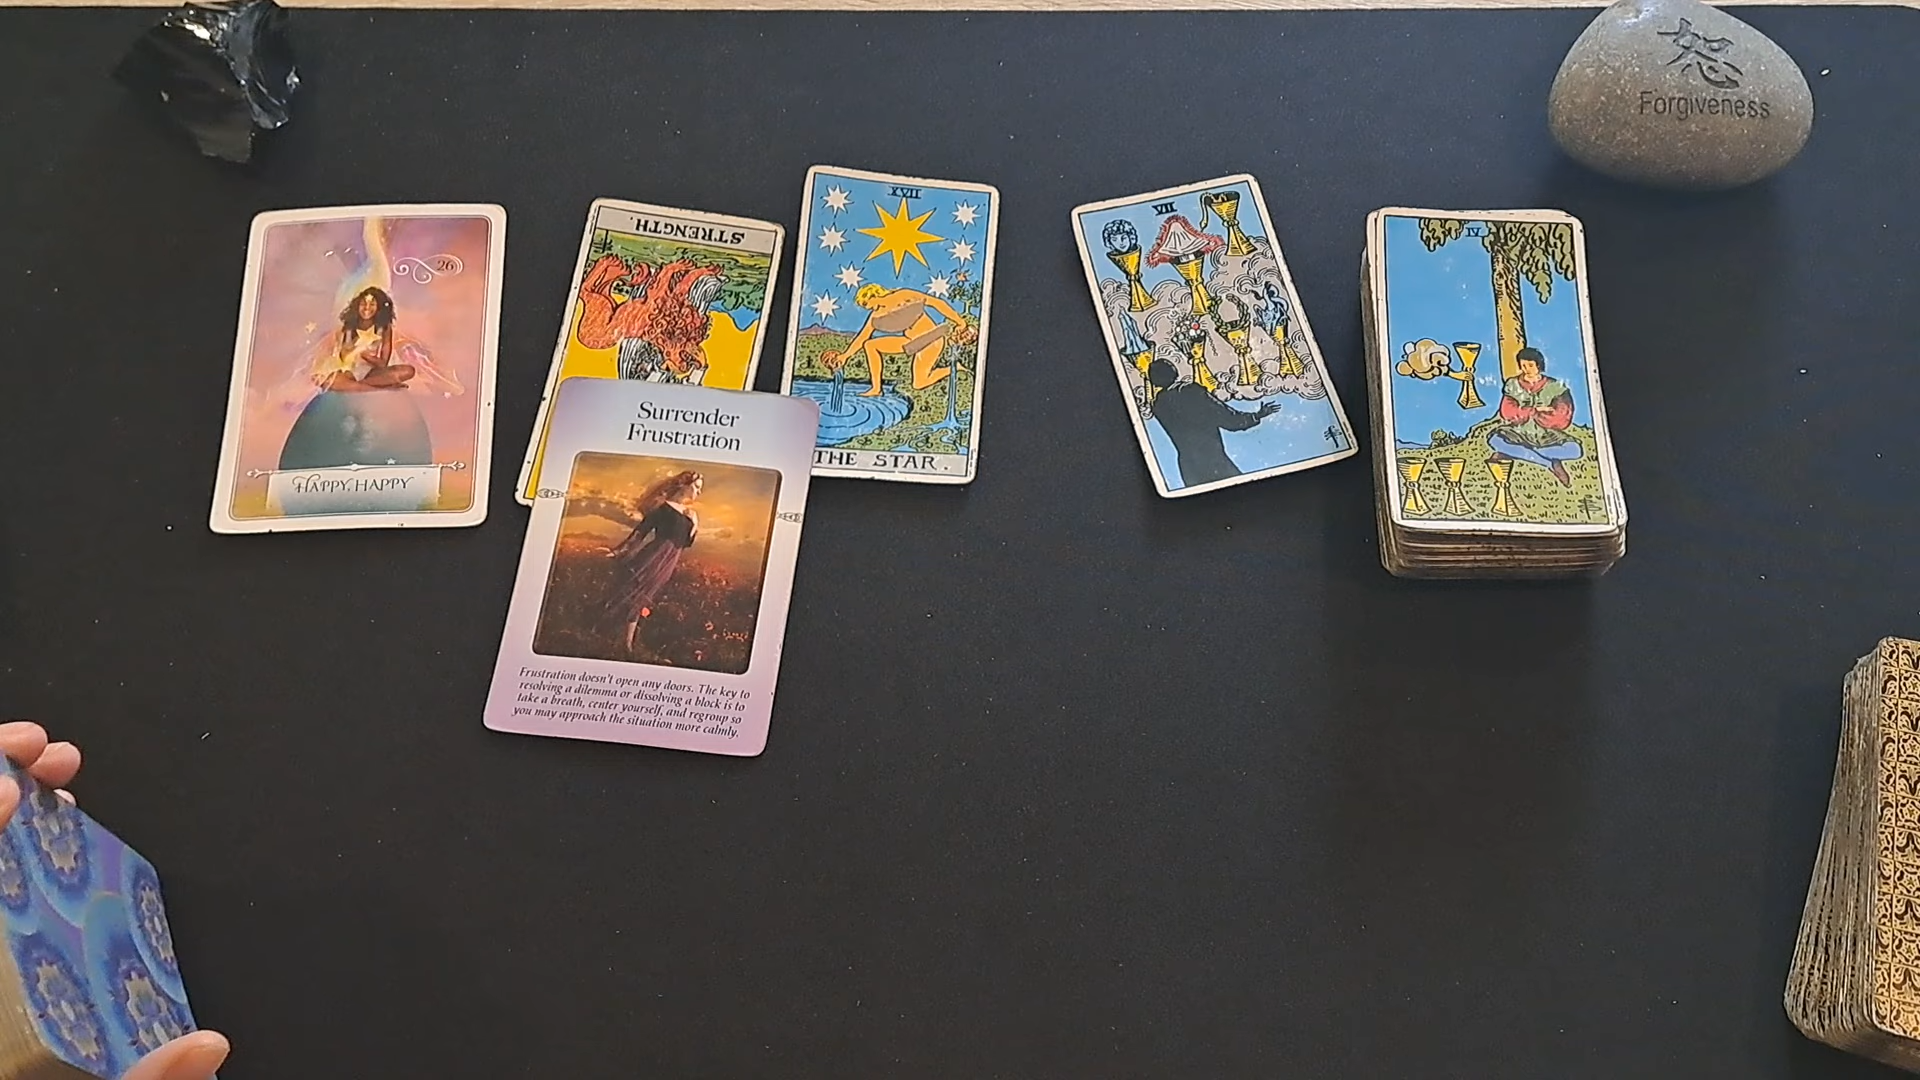 恕
Forgiveness
26
HAPPY, HAPPY
STRENGTH.
XVII
THE STAR.
VII
IV
Surrender
Frustration
Frustration doesn't open any doors. The key to
resolving a dilemma or dissolving a block is to
take a breath, center yourself, and regroup so
you may approach the situation more calmly.